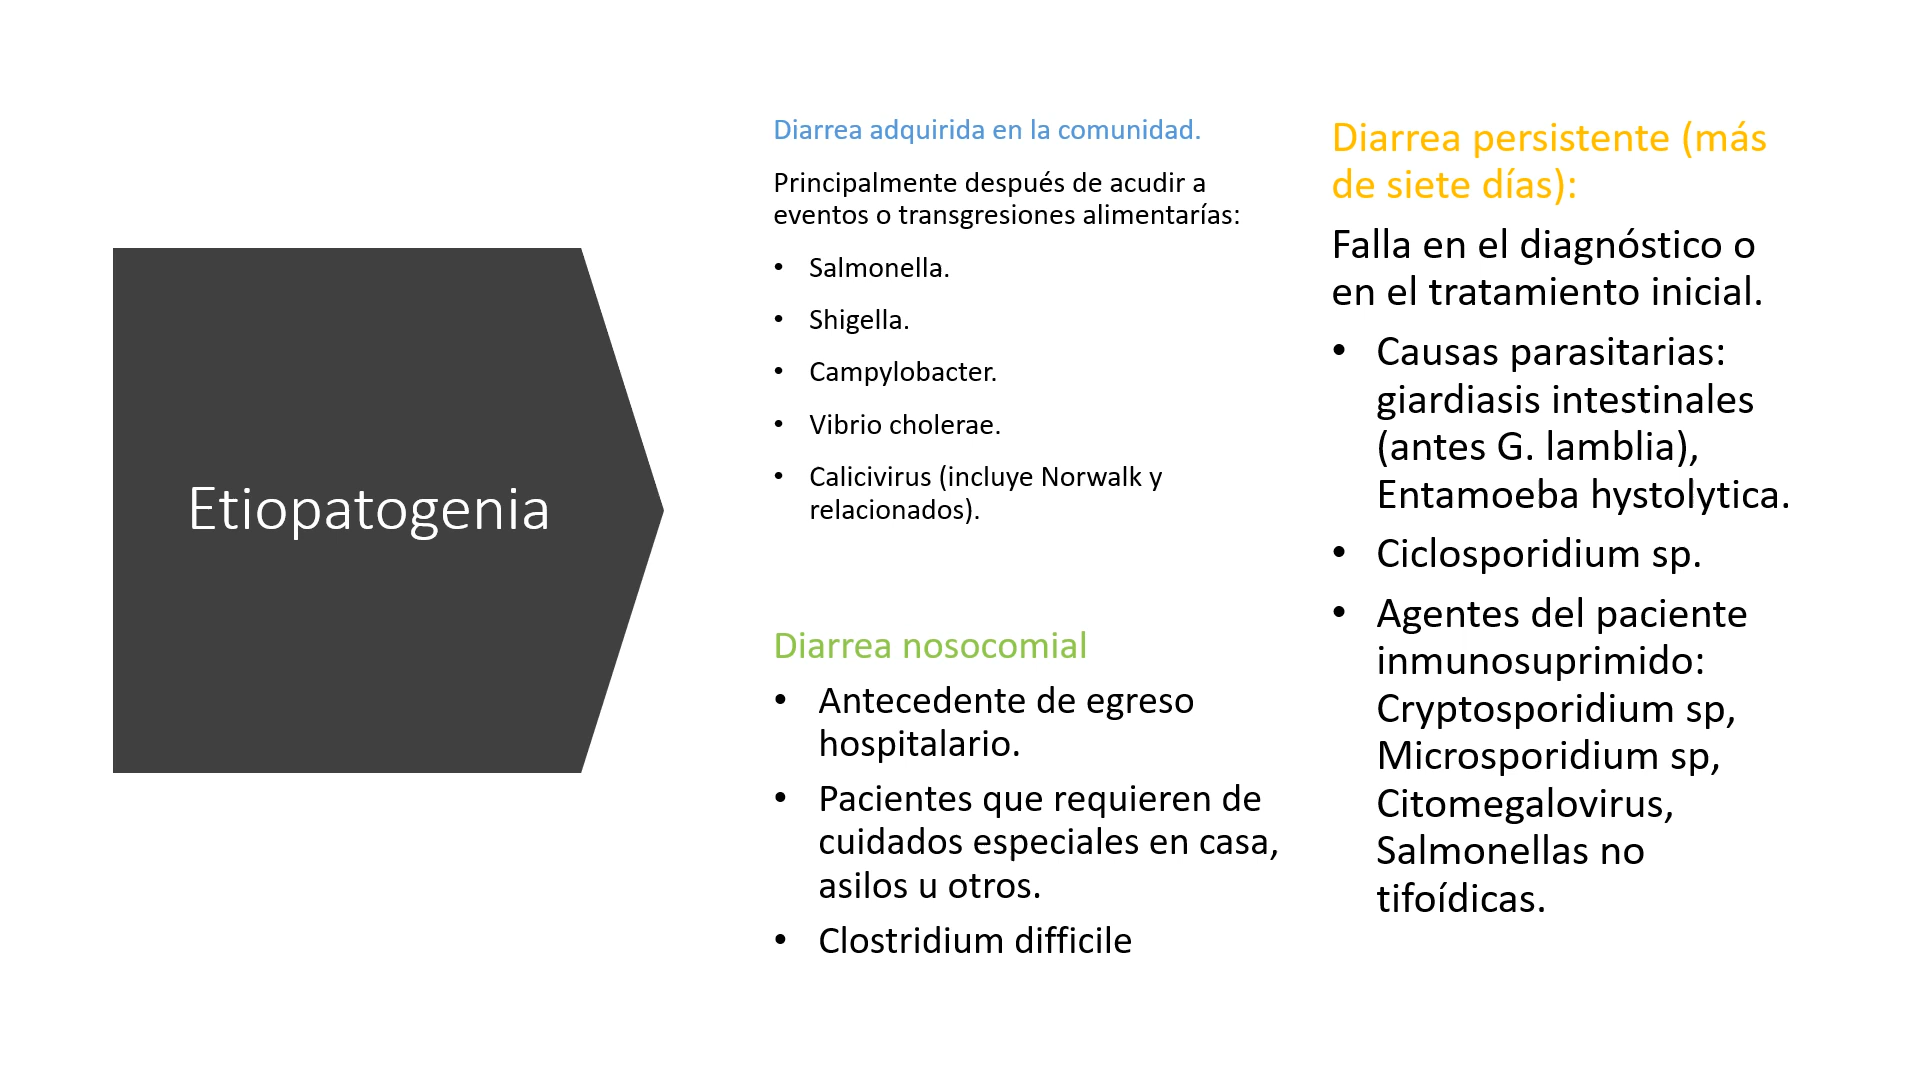 Etiopatogenia
Diarrea adquirida en la comunidad.
Principalmente después de acudir a
eventos o transgresiones alimentarías:
• Salmonella.
• Shigella.
• Campylobacter.
• Vibrio cholerae.
• Calicivirus (incluye Norwalk y
relacionados).
Diarrea nosocomial
• Antecedente de egreso
hospitalario.
• Pacientes que requieren de
cuidados especiales en casa,
asilos u otros.
• Clostridium difficile
Diarrea persistente (más
de siete días):
Falla en el diagnóstico o
en el tratamiento inicial.
• Causas parasitarias:
giardiasis intestinales
(antes G. lamblia),
Entamoeba hystolytica.
• Ciclosporidium sp.
• Agentes del paciente
inmunosuprimido:
Cryptosporidium sp,
Microsporidium sp,
Citomegalovirus,
Salmonellas no
tifoídicas.